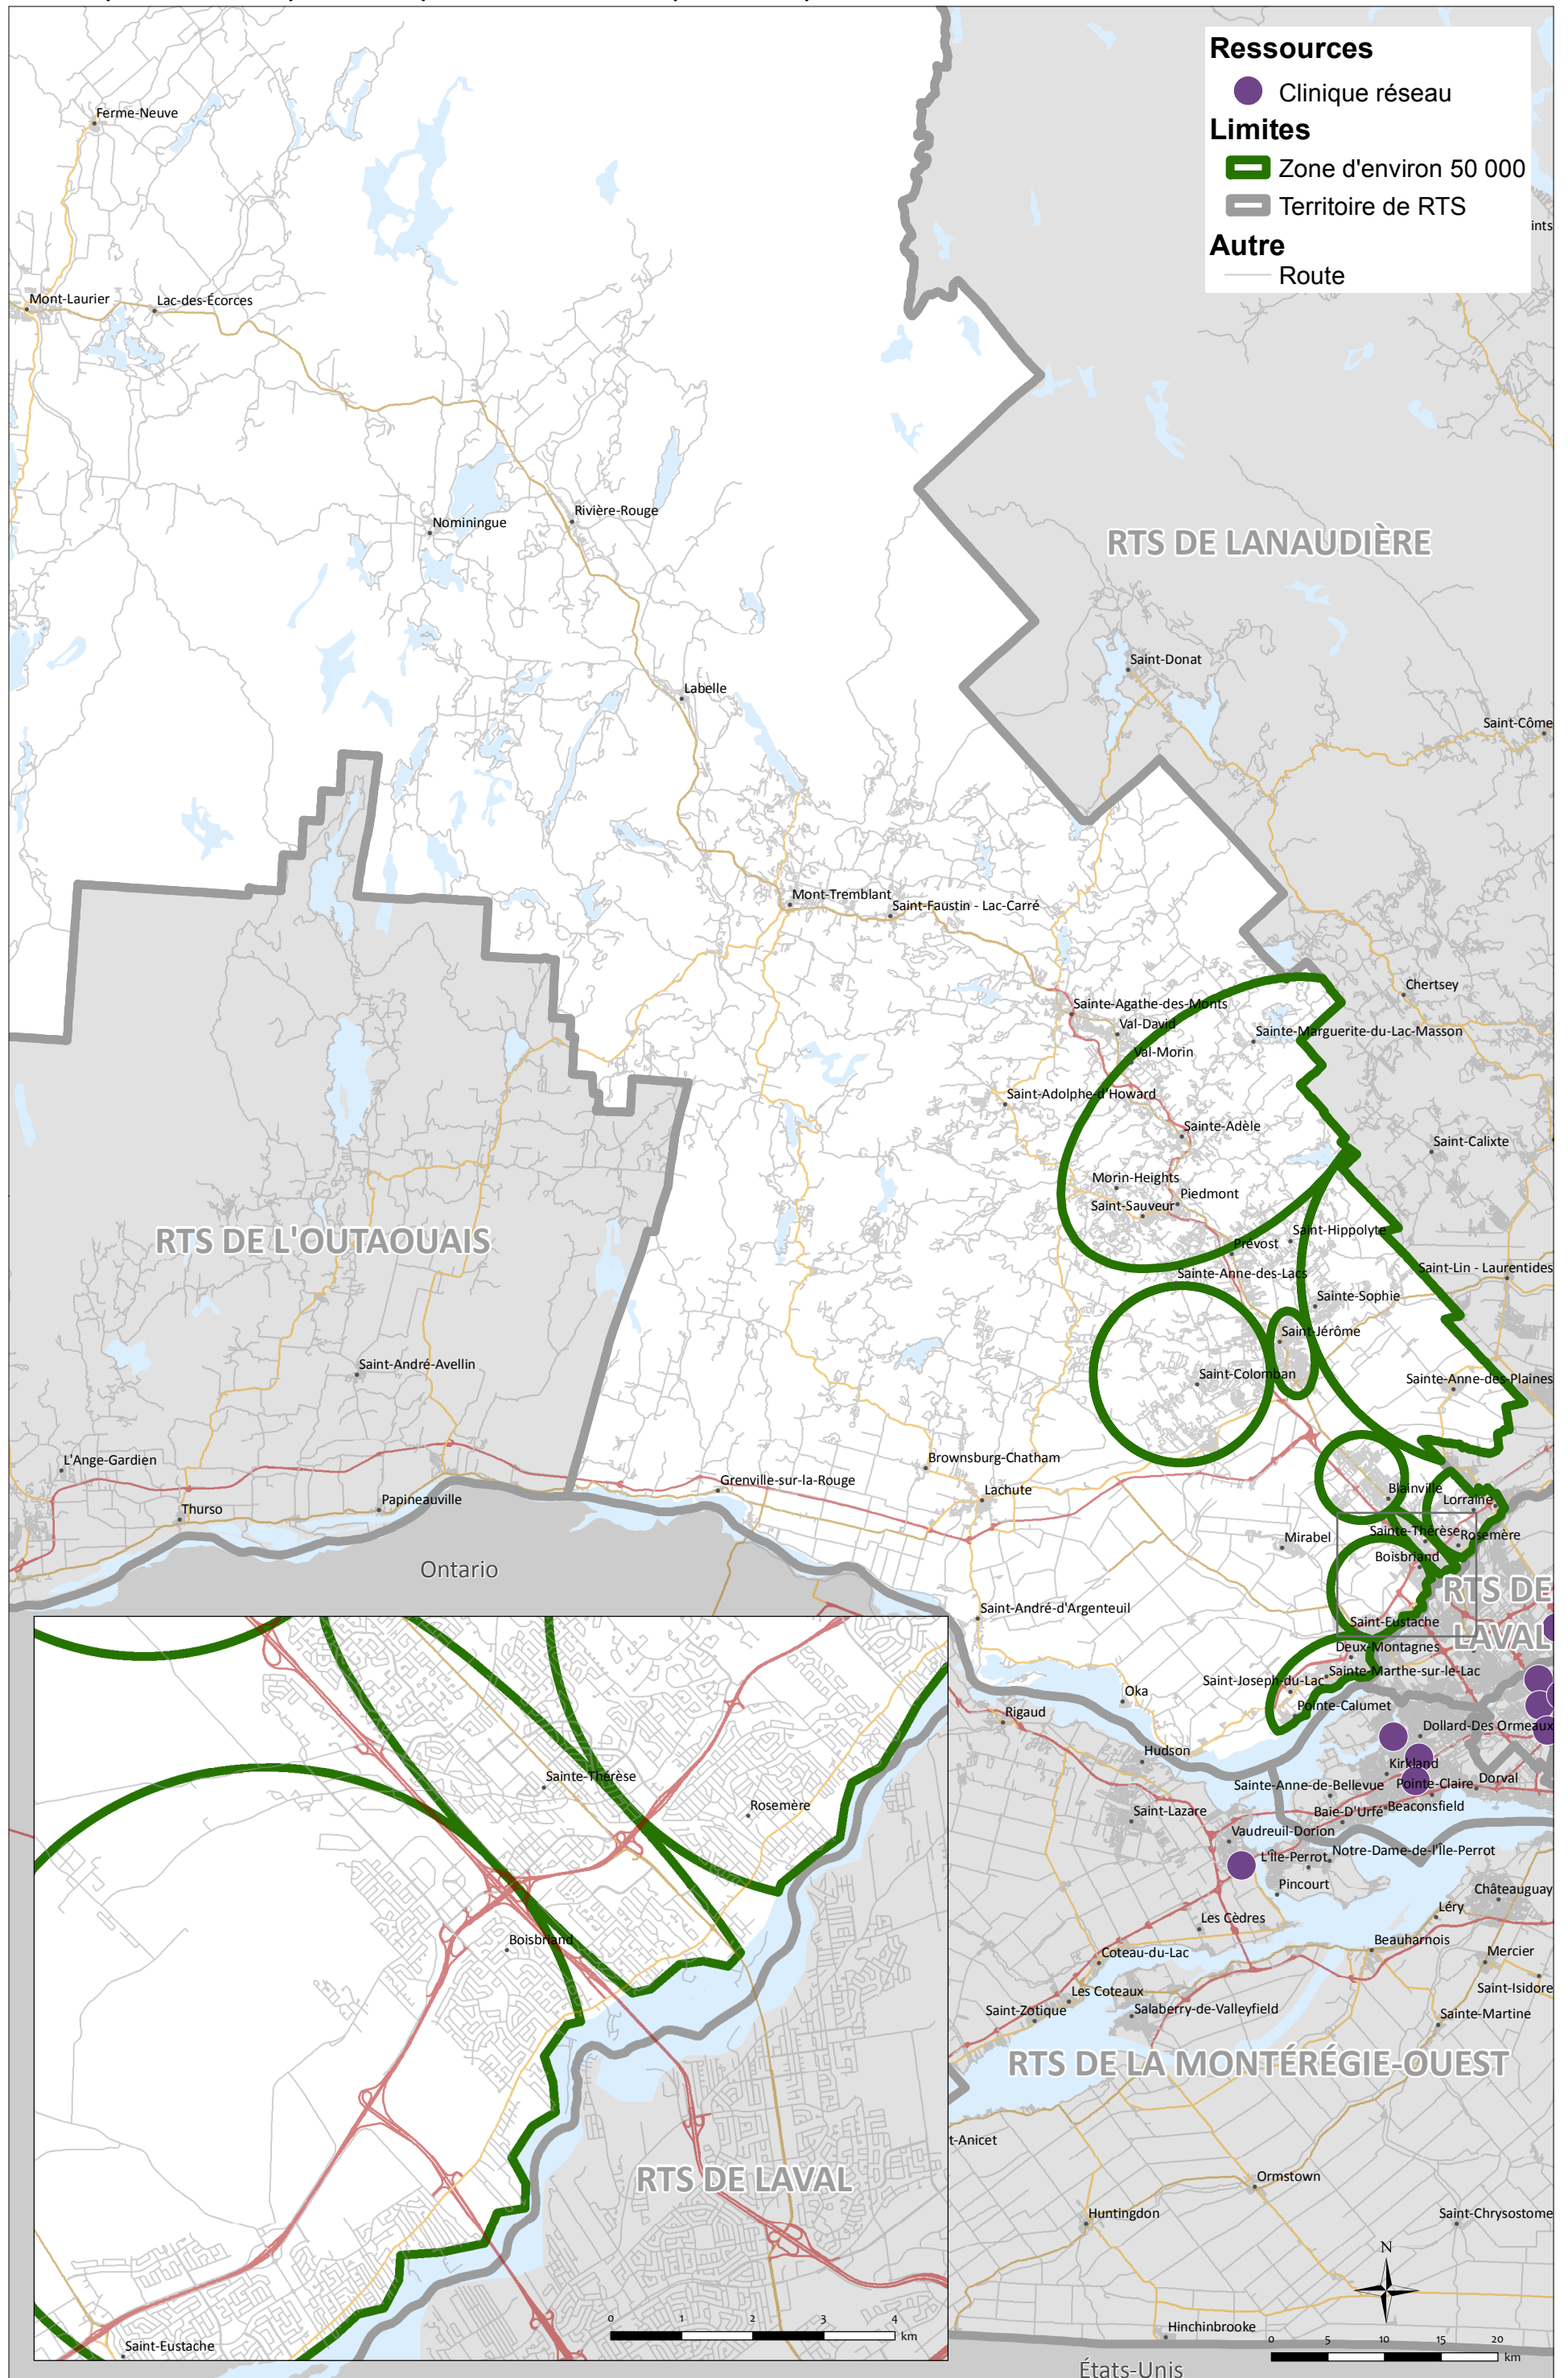 Ressources
Clinique réseau
Limites
Zone d'environ 50 000
Territoire de RTS
Autre
Route
ints
Ferme-Neuve
Mont-Laurier
Lac-des-Écorces
Nominingue
Rivière-Rouge
RTS DE LANAUDIÈRE
Saint-Donat
Labelle
Saint-Côme
Mont-Tremblant
Saint-Faustin - Lac-Carré
Chertsey
Sainte-Agathe-des-Monts
Val-David
Sainte-Marguerite-du-Lac-Masson
Val-Morin
Saint-Adolphe-d'Howard
Sainte-Adèle
Saint-Calixte
Morin-Heights
Piedmont
Saint-Sauveur
RTS DE L'OUTAOUAIS
Saint-Hippolyte
Prévost
Sainte-Anne-des-Lacs
Saint-Lin - Laurentides
Sainte-Sophie
Saint-Jérôme
Saint-André-Avellin
Saint-Colomban
Sainte-Anne-des-Plaines
L'Ange-Gardien
Brownsburg-Chatham
Grenville-sur-la-Rouge
Lachute
Blainville
Lorraine
Thurso
Papineauville
Mirabel
Sainte-Thérèse
Rosemère
Boisbriand
Ontario
RTS DE
LAVAL
Saint-André-d'Argenteuil
Saint-Eustache
Deux-Montagnes
Sainte-Marthe-sur-le-Lac
Saint-Joseph-du-Lac
Oka
Pointe-Calumet
Rigaud
Dollard-Des Ormeaux
Hudson
Kirkland
Sainte-Anne-de-Bellevue
Pointe-Claire
Dorval
Baie-D'Urfé
Beaconsfield
Saint-Lazare
Vaudreuil-Dorion
L'Île-Perrot
Notre-Dame-de-l'Île-Perrot
Pincourt
Châteauguay
Léry
Les Cèdres
Beauharnois
Coteau-du-Lac
Mercier
Saint-Isidore
Les Coteaux
Saint-Zotique
Salaberry-de-Valleyfield
Sainte-Martine
RTS DE LA MONTÉRÉGIE-OUEST
t-Anicet
Ormstown
Huntingdon
Saint-Chrysostome
N
Hinchinbrooke
0 5 10 15 20
km
États-Unis
Sainte-Thérèse
Rosemère
Boisbriand
RTS DE LAVAL
Saint-Eustache
0 1 2 3 4
km